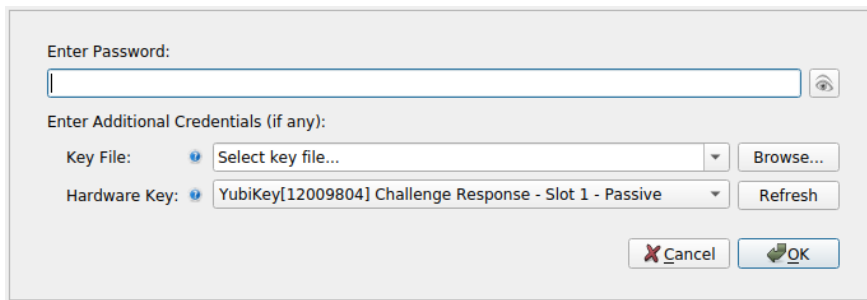 Enter Password:
Enter Additional Credentials (if any):
Key File: Select key file... Browse...
Hardware Key: YubiKey[12009804] Challenge Response - Slot 1 - Passive Refresh
Cancel OK